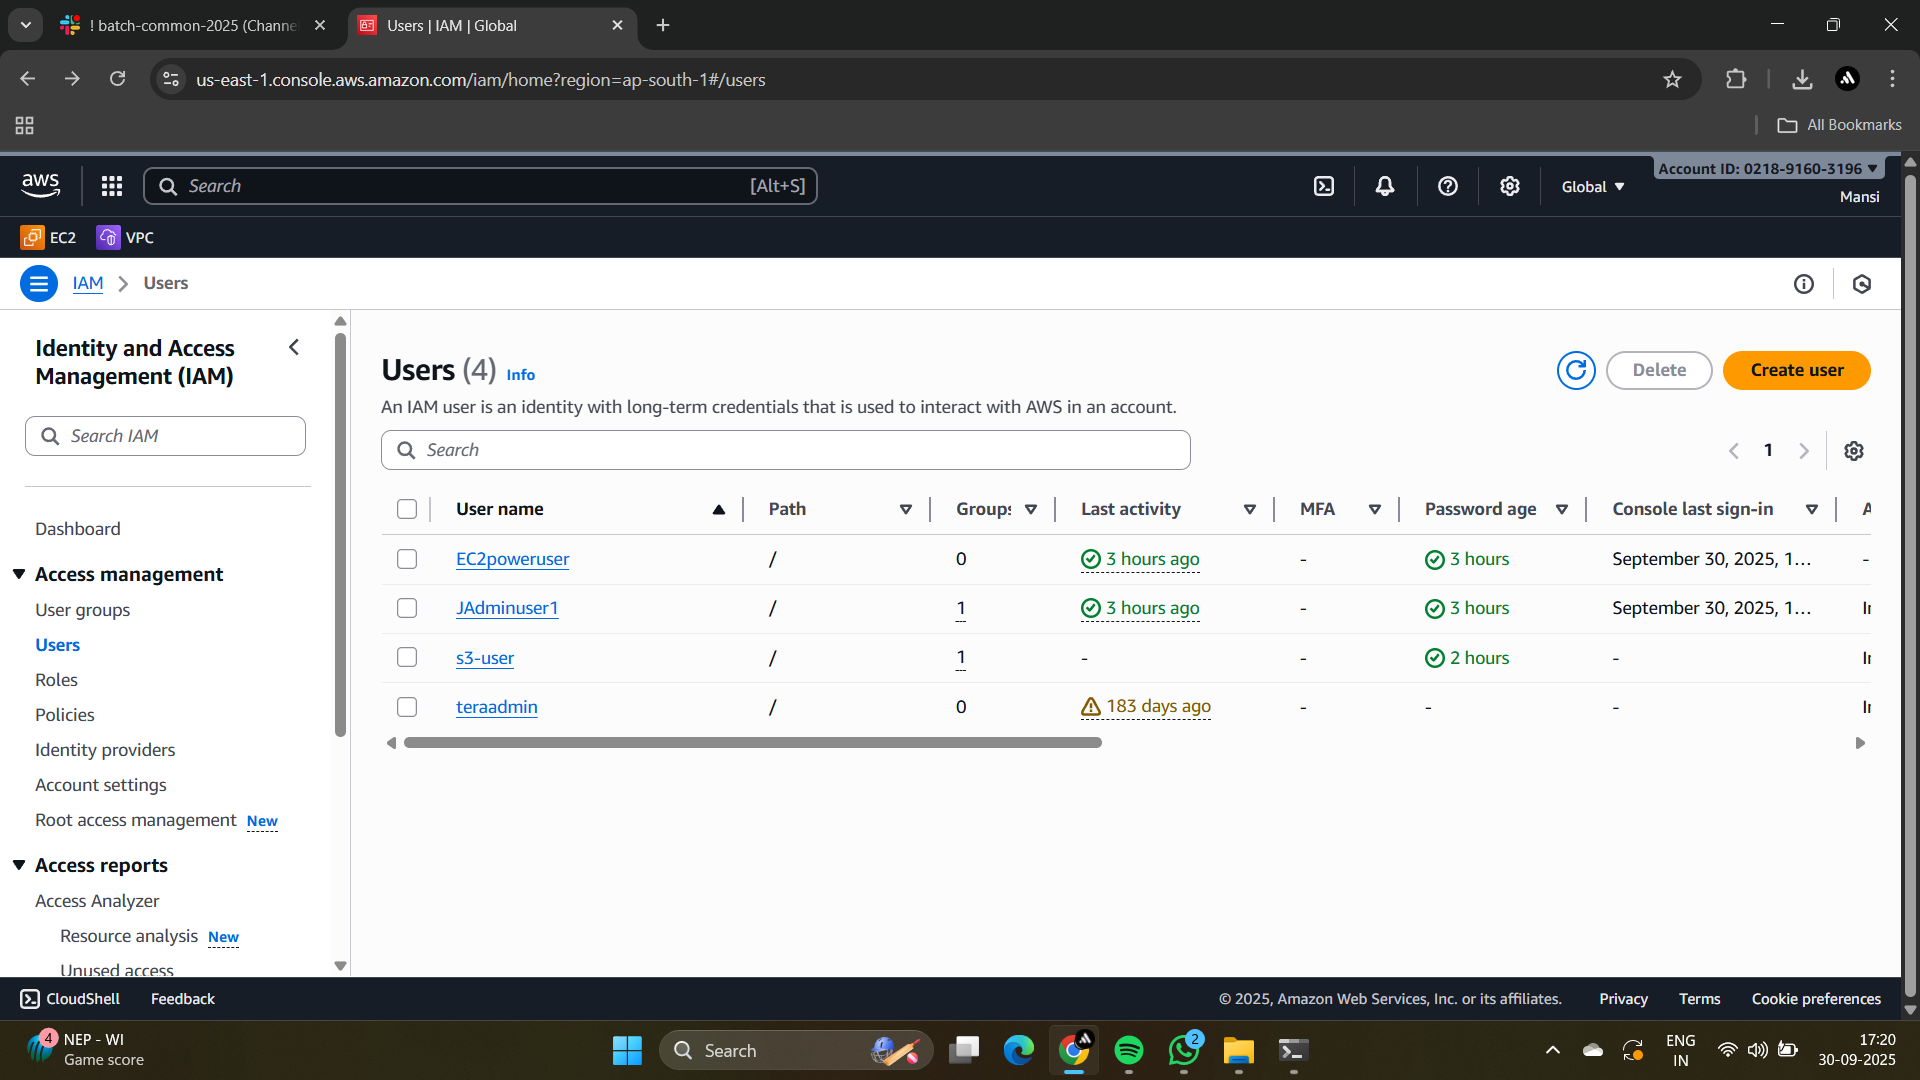 ! batch-common-2025 (Channe
Users | IAM | Global
us-east-1.console.aws.amazon.com/iam/home?region=ap-south-1#/users
All Bookmarks
aws
Search
[Alt+S]
Global
Account ID: 0218-9160-3196
Mansi
EC2
VPC
IAM
Users
Identity and Access
Management (IAM)
Search IAM
Dashboard
Access management
User groups
Users
Roles
Policies
Identity providers
Account settings
Root access management New
Access reports
Access Analyzer
Resource analysis New
Unused access
Users (4) Info
Delete
Create user
An IAM user is an identity with long-term credentials that is used to interact with AWS in an account.
Search
1
User name Path Groups Last activity MFA Password age Console last sign-in A
EC2poweruser / 0 3 hours ago - 3 hours September 30, 2025, 1... -
JAdminuser1 / 1 3 hours ago - 3 hours September 30, 2025, 1... I
s3-user / 1 - - 2 hours - I
teraadmin / 0 183 days ago - - - I
CloudShell Feedback © 2025, Amazon Web Services, Inc. or its affiliates. Privacy Terms Cookie preferences
4
NEP - WI
Game score
Search
2
ENG
IN
17:20
30-09-2025